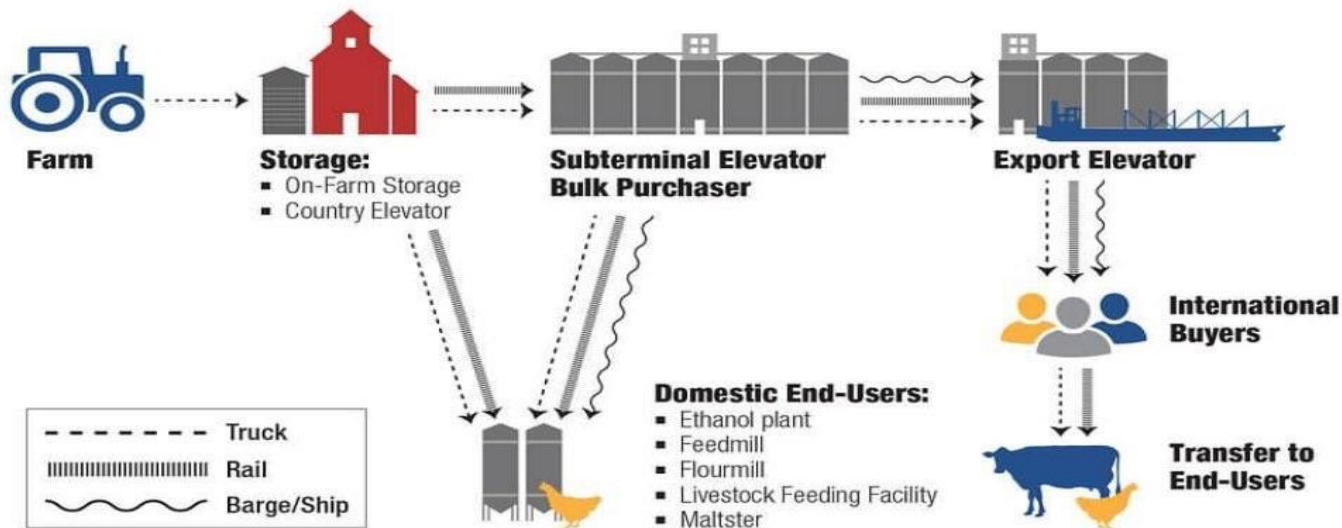 Farm
Storage:
▪ On-Farm Storage
▪ Country Elevator
Subterminal Elevator
Bulk Purchaser
Export Elevator
International
Buyers
Domestic End-Users:
▪ Ethanol plant
▪ Feedmill
▪ Flourmill
▪ Livestock Feeding Facility
▪ Maltster
Transfer to
End-Users
Truck
Rail
Barge/Ship